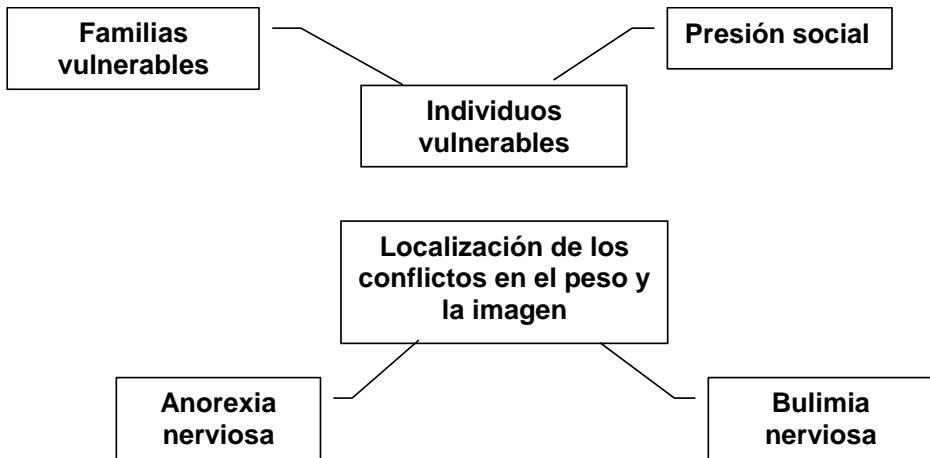 Familias
vulnerables
Presión social
Individuos
vulnerables
Localización de los
conflictos en el peso y
la imagen
Anorexia
nerviosa
Bulimia
nerviosa